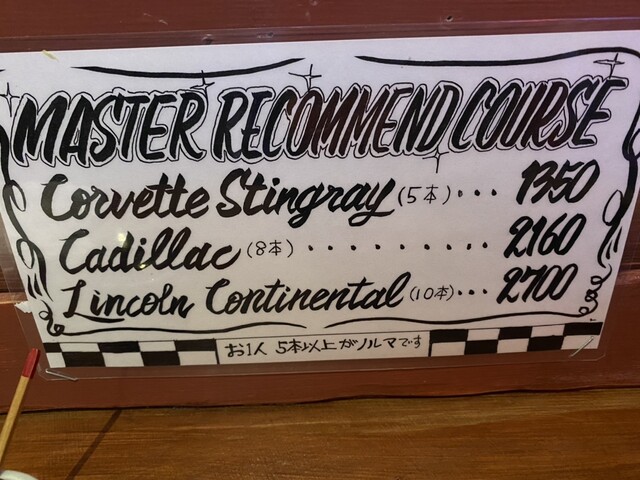 MASTER RECOMMEND COURSE
Corvette Stingray (5本)・・・ 1350
Cadillac (8本)・・・・・・・・・・ 2160
Lincoln Continental (10本)・・・ 2700
お1人 5本以上がノルマです